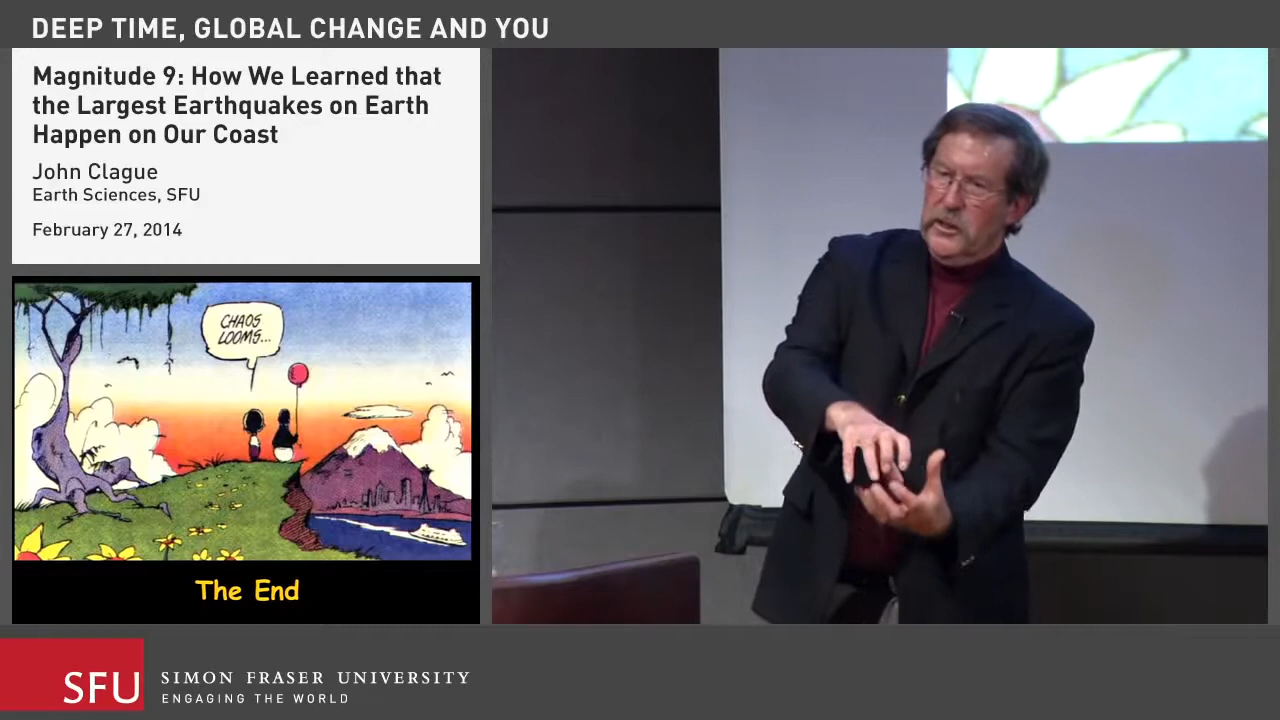 DEEP TIME, GLOBAL CHANGE AND YOU
Magnitude 9: How We Learned that
the Largest Earthquakes on Earth
Happen on Our Coast
John Clague
Earth Sciences, SFU
February 27, 2014
CHAOS
LOOMS...
The End
SFU
SIMON FRASER UNIVERSITY
ENGAGING THE WORLD